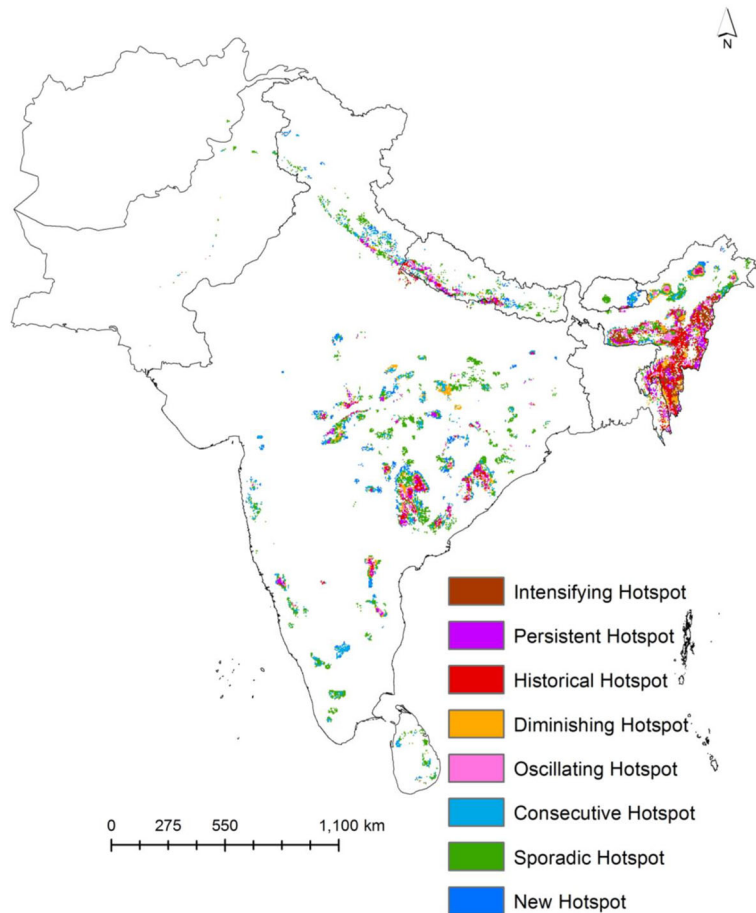 N
Intensifying Hotspot
Persistent Hotspot
Historical Hotspot
Diminishing Hotspot
Oscillating Hotspot
0 275 550 1,100 km
Consecutive Hotspot
Sporadic Hotspot
New Hotspot